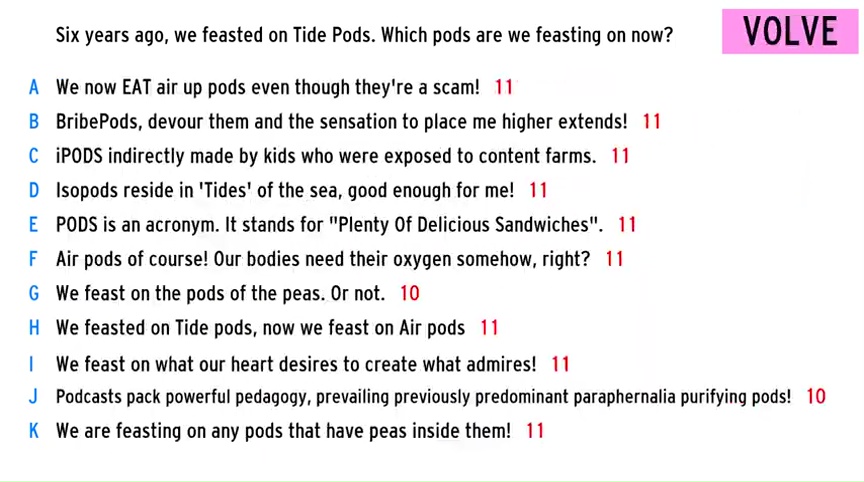 Six years ago, we feasted on Tide Pods. Which pods are we feasting on now?
VOLVE
A We now EAT air up pods even though they're a scam! 11
B BribePods, devour them and the sensation to place me higher extends! 11
C iPODS indirectly made by kids who were exposed to content farms. 11
D Isopods reside in 'Tides' of the sea, good enough for me! 11
E PODS is an acronym. It stands for "Plenty Of Delicious Sandwiches". 11
F Air pods of course! Our bodies need their oxygen somehow, right? 11
G We feast on the pods of the peas. Or not. 10
H We feasted on Tide pods, now we feast on Air pods 11
I We feast on what our heart desires to create what admires! 11
J Podcasts pack powerful pedagogy, prevailing previously predominant paraphernalia purifying pods! 10
K We are feasting on any pods that have peas inside them! 11